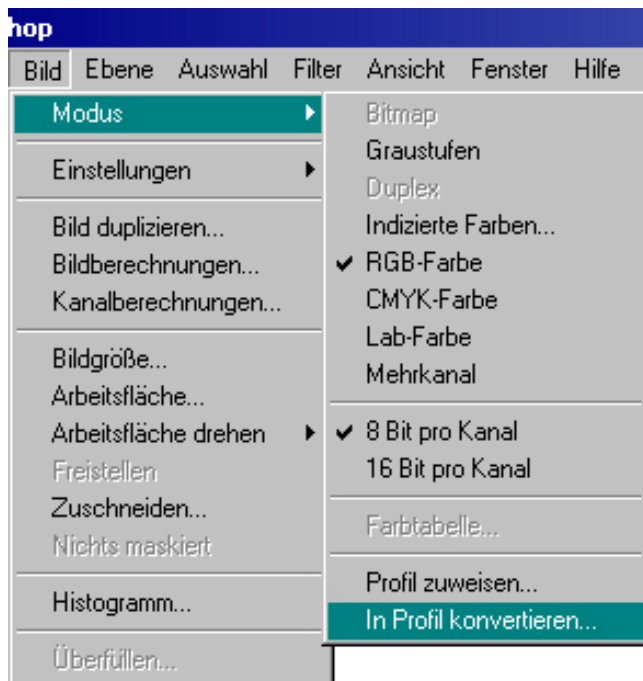 hop
Bild Ebene Auswahl Filter Ansicht Fenster Hilfe
Modus
Einstellungen
Bild duplizieren...
Bildberechnungen...
Kanalberechnungen...
Bildgröße...
Arbeitsfläche...
Arbeitsfläche drehen
Freistellen
Zuschneiden...
Nichts maskiert
Histogramm...
Überfüllen...
Bitmap
Graustufen
Duplex
Indizierte Farben...
RGB-Farbe
CMYK-Farbe
Lab-Farbe
Mehrkanal
8 Bit pro Kanal
16 Bit pro Kanal
Farbtabelle...
Profil zuweisen...
In Profil konvertieren...